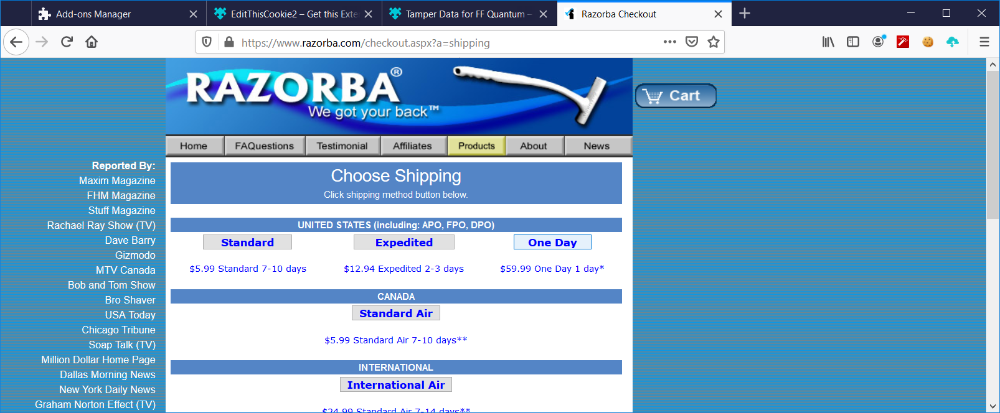 Add-ons Manager
EditThisCookie2 – Get this Exte
Tamper Data for FF Quantum –
Razorba Checkout
https://www.razorba.com/checkout.aspx?a=shipping
RAZORBA®
We got your back™
Cart
Home FAQuestions Testimonial Affiliates Products About News
Reported By:
Maxim Magazine
FHM Magazine
Stuff Magazine
Rachael Ray Show (TV)
Dave Barry
Gizmodo
MTV Canada
Bob and Tom Show
Bro Shaver
USA Today
Chicago Tribune
Soap Talk (TV)
Million Dollar Home Page
Dallas Morning News
New York Daily News
Graham Norton Effect (TV)
Choose Shipping
Click shipping method button below.
UNITED STATES (including: APO, FPO, DPO)
Standard Expedited One Day
$5.99 Standard 7-10 days $12.94 Expedited 2-3 days $59.99 One Day 1 day*
CANADA
Standard Air
$5.99 Standard Air 7-10 days**
INTERNATIONAL
International Air
$24.99 Standard Air 7-14 days**